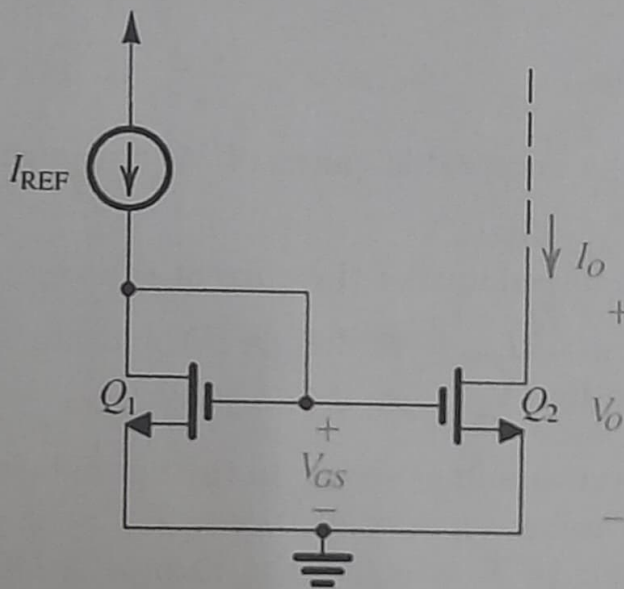 I_REF
I_O
+
Q_1
Q_2
+
V_GS
−
V_O
−